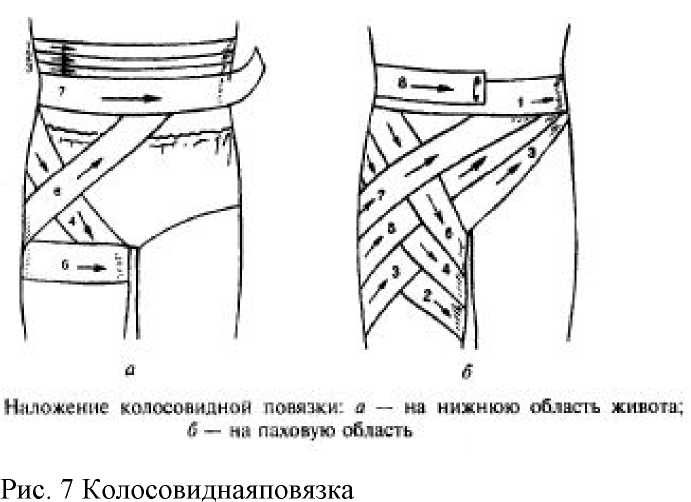 7
6
4
5
а
8
1
3
7
5
6
3
4
2
б
Наложение колосовидной повязки: а — на нижнюю область живота;
б — на паховую область
Рис. 7 Колосовиднаяповязка